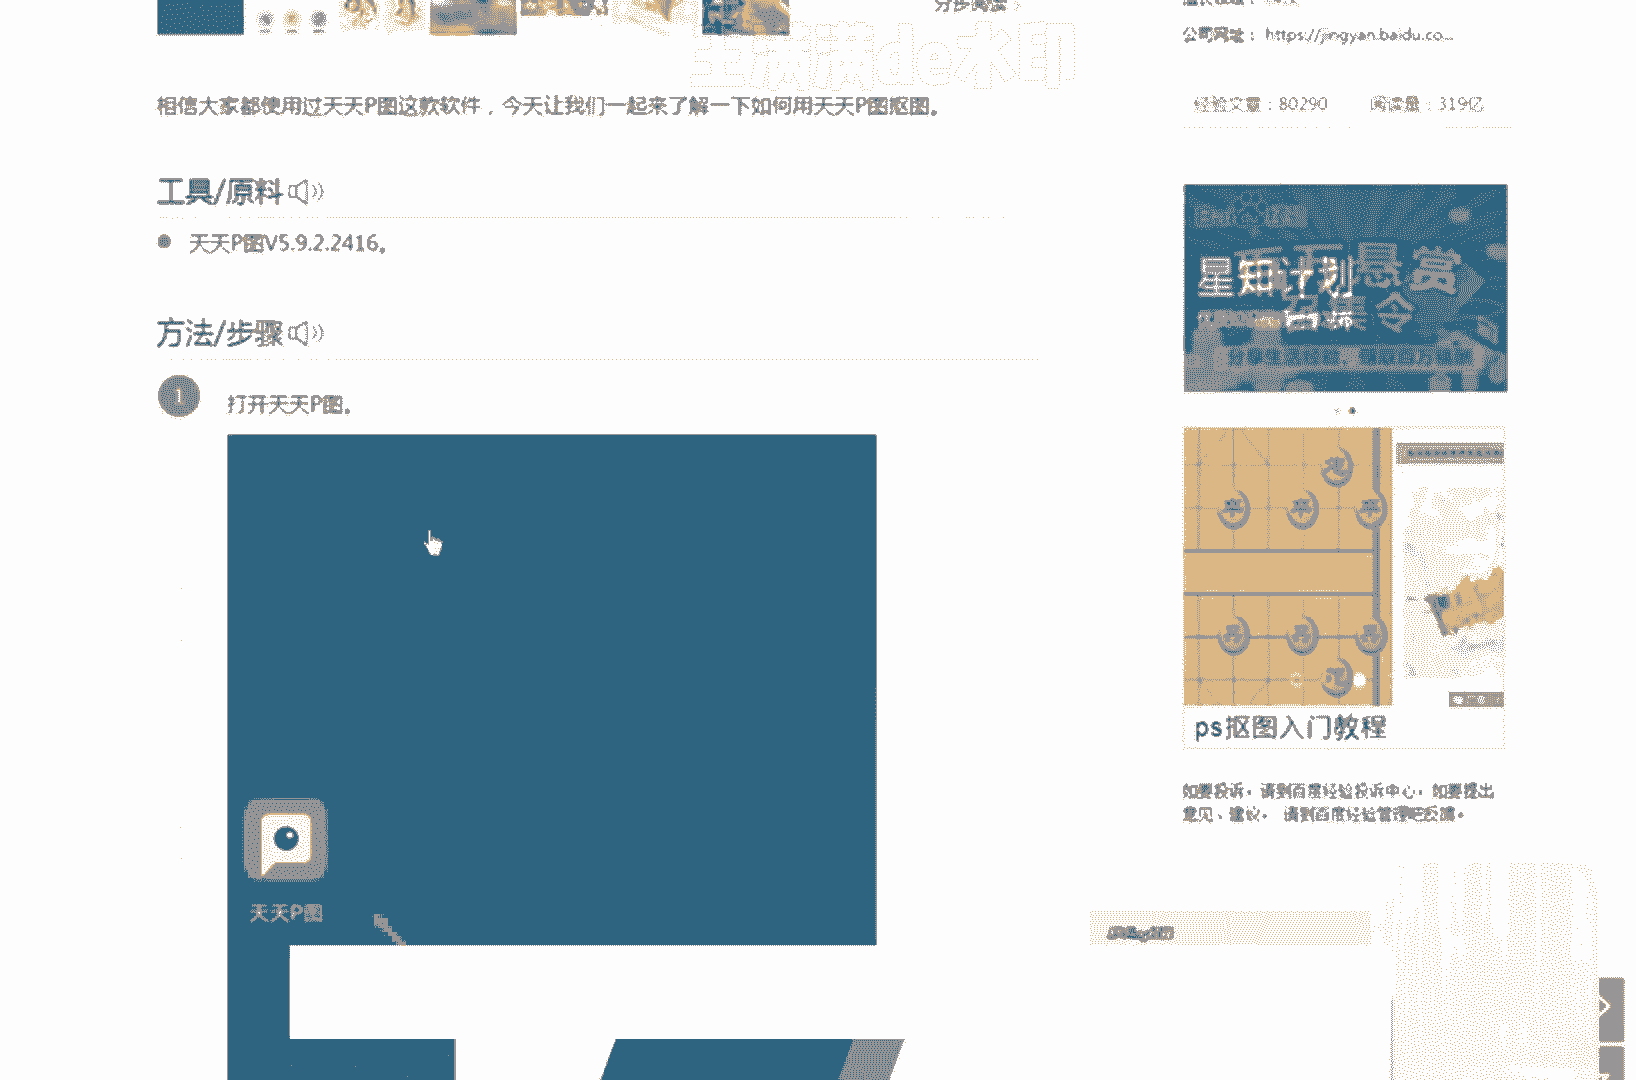 分步阅读：
公司网址： https://jingyan.baidu.co...
满满de水印
经验文章：80290 阅读量：319亿
相信大家都使用过天天P图这款软件，今天让我们一起来了解一下如何用天天P图抠图。
工具/原料
天天P图V5.9.2.2416。
方法/步骤
1 打开天天P图。
天天P图
星知计划
悬赏
集令
ps抠图入门教程
如要投诉，请到百度经验投诉中心，如要提出
意见、建议， 请到百度经验管理吧反馈。